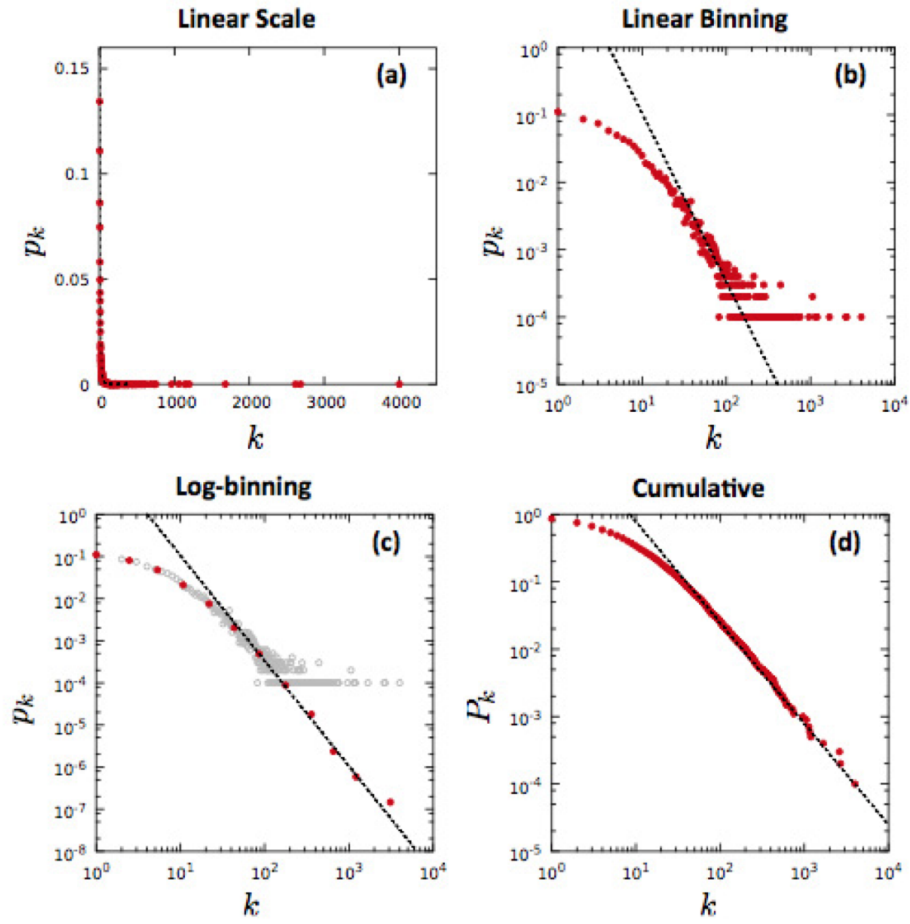 Linear Scale
(a)
0.15
0.1
0.05
0
p_k
0 1000 2000 3000 4000
k
Linear Binning
(b)
10^0
10^-1
10^-2
10^-3
10^-4
10^-5
p_k
10^0 10^1 10^2 10^3 10^4
k
Log-binning
(c)
10^0
10^-1
10^-2
10^-3
10^-4
10^-5
10^-6
10^-7
10^-8
p_k
10^0 10^1 10^2 10^3 10^4
k
Cumulative
(d)
10^0
10^-1
10^-2
10^-3
10^-4
10^-5
P_k
10^0 10^1 10^2 10^3 10^4
k